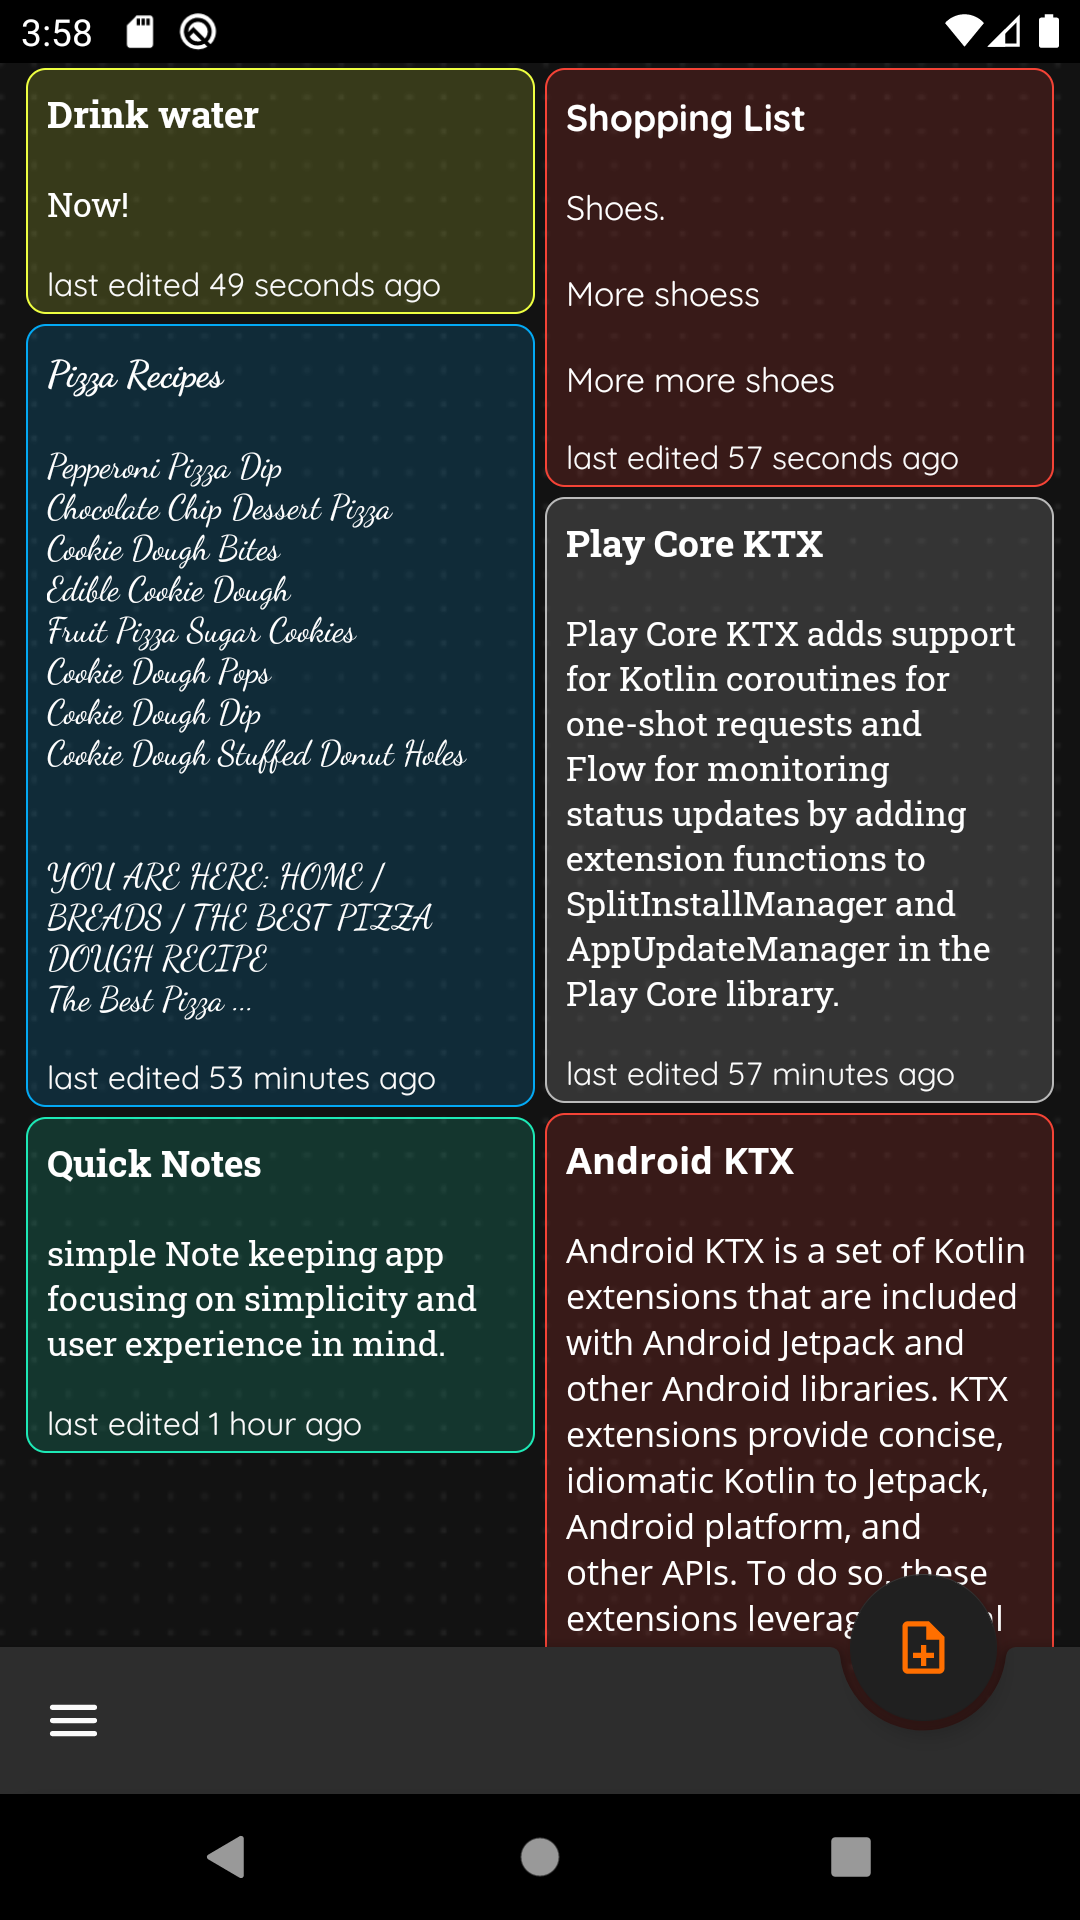 3:58
Drink water
Now!
last edited 49 seconds ago
Pizza Recipes
Pepperoni Pizza Dip
Chocolate Chip Dessert Pizza
Cookie Dough Bites
Edible Cookie Dough
Fruit Pizza Sugar Cookies
Cookie Dough Pops
Cookie Dough Dip
Cookie Dough Stuffed Donut Holes
YOU ARE HERE: HOME /
BREADS / THE BEST PIZZA
DOUGH RECIPE
The Best Pizza ...
last edited 53 minutes ago
Quick Notes
simple Note keeping app
focusing on simplicity and
user experience in mind.
last edited 1 hour ago
Shopping List
Shoes.
More shoess
More more shoes
last edited 57 seconds ago
Play Core KTX
Play Core KTX adds support
for Kotlin coroutines for
one-shot requests and
Flow for monitoring
status updates by adding
extension functions to
SplitInstallManager and
AppUpdateManager in the
Play Core library.
last edited 57 minutes ago
Android KTX
Android KTX is a set of Kotlin
extensions that are included
with Android Jetpack and
other Android libraries. KTX
extensions provide concise,
idiomatic Kotlin to Jetpack,
Android platform, and
other APIs. To do so, these
extensions